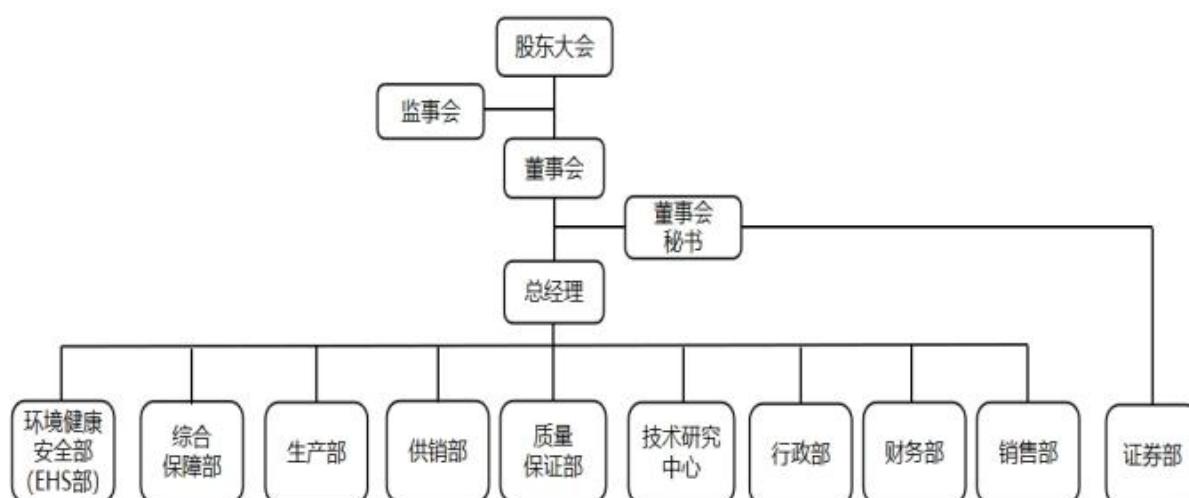 股东大会
监事会
董事会
董事会
秘书
总经理
环境健康
安全部
(EHS部)
综合
保障部
生产部
供销部
质量
保证部
技术研究
中心
行政部
财务部
销售部
证券部